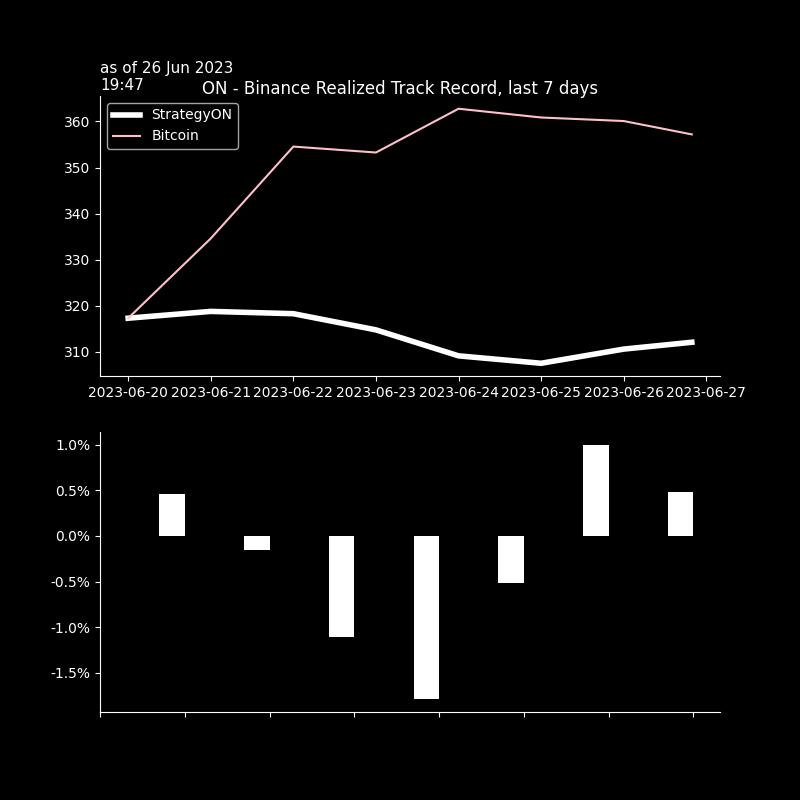 as of 26 Jun 2023
19:47
ON - Binance Realized Track Record, last 7 days
StrategyON
Bitcoin
360
350
340
330
320
310
2023-06-20 2023-06-21 2023-06-22 2023-06-23 2023-06-24 2023-06-25 2023-06-26 2023-06-27
1.0%
0.5%
0.0%
-0.5%
-1.0%
-1.5%